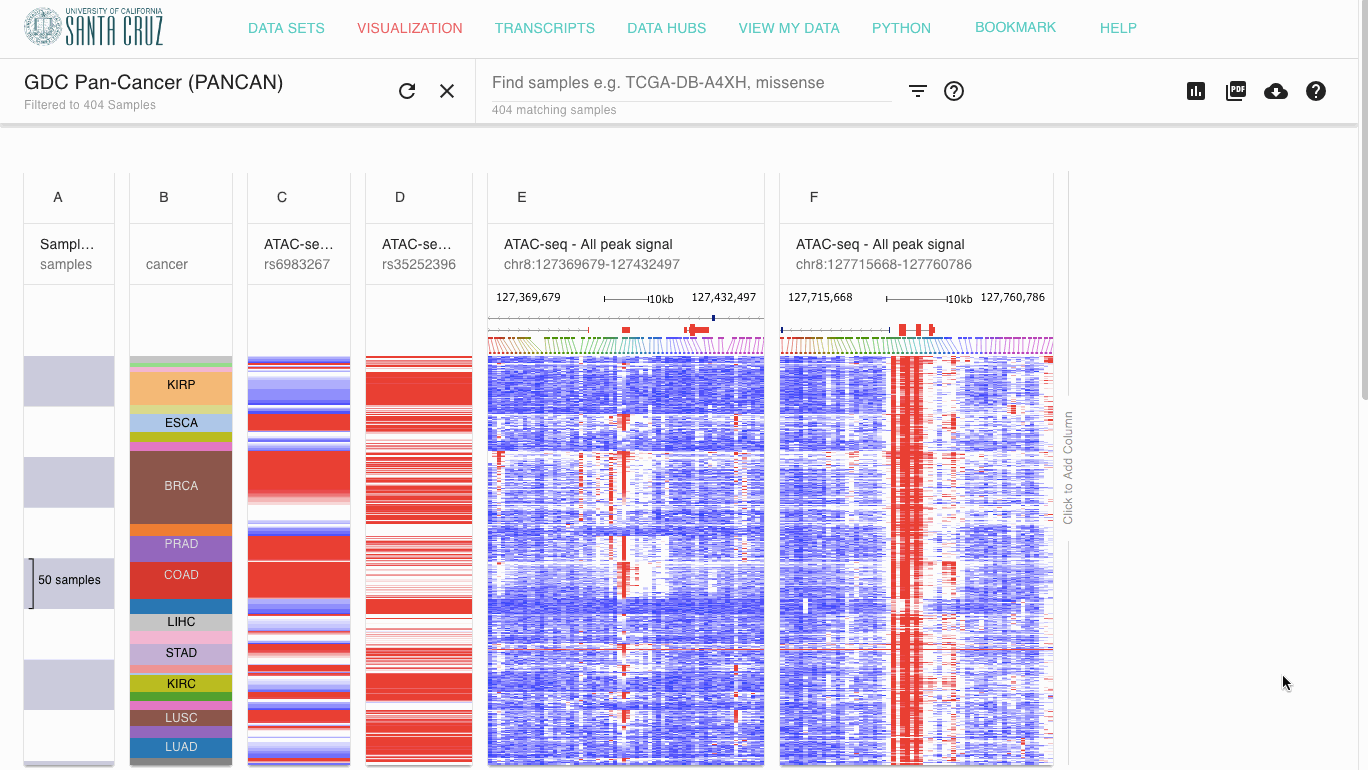 UNIVERSITY OF CALIFORNIA
SANTA CRUZ
DATA SETS VISUALIZATION TRANSCRIPTS DATA HUBS VIEW MY DATA PYTHON BOOKMARK HELP
GDC Pan-Cancer (PANCAN)
Filtered to 404 Samples
Find samples e.g. TCGA-DB-A4XH, missense
404 matching samples
PDF
A B C D E F
Sampl... ATAC-se... ATAC-se... ATAC-seq - All peak signal ATAC-seq - All peak signal
samples cancer rs6983267 rs35252396 chr8:127369679-127432497 chr8:127715668-127760786
127,369,679 10kb 127,432,497 127,715,668 10kb 127,760,786
KIRP
ESCA
BRCA
PRAD
COAD
50 samples
LIHC
STAD
KIRC
LUSC
LUAD
Click to Add Column